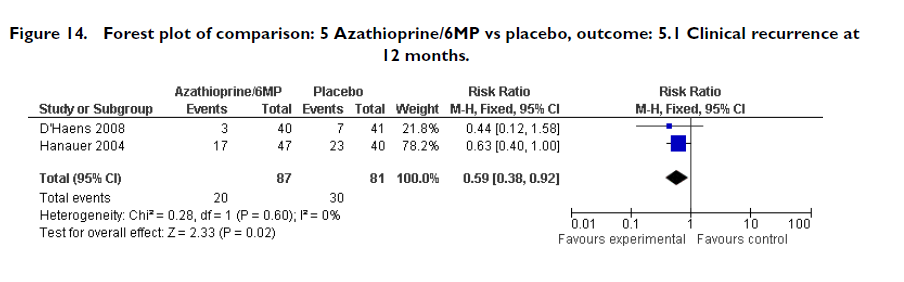 Figure 14. Forest plot of comparison: 5 Azathioprine/6MP vs placebo, outcome: 5.1 Clinical recurrence at
12 months.
Azathioprine/6MP Placebo Risk Ratio Risk Ratio
Study or Subgroup Events Total Events Total Weight M-H, Fixed, 95% CI M-H, Fixed, 95% CI
D'Haens 2008 3 40 7 41 21.8% 0.44 [0.12, 1.58]
Hanauer 2004 17 47 23 40 78.2% 0.63 [0.40, 1.00]
Total (95% CI) 87 81 100.0% 0.59 [0.38, 0.92]
Total events 20 30
Heterogeneity: Chi² = 0.28, df = 1 (P = 0.60); I² = 0%
Test for overall effect: Z = 2.33 (P = 0.02)
0.01 0.1 1 10 100
Favours experimental Favours control